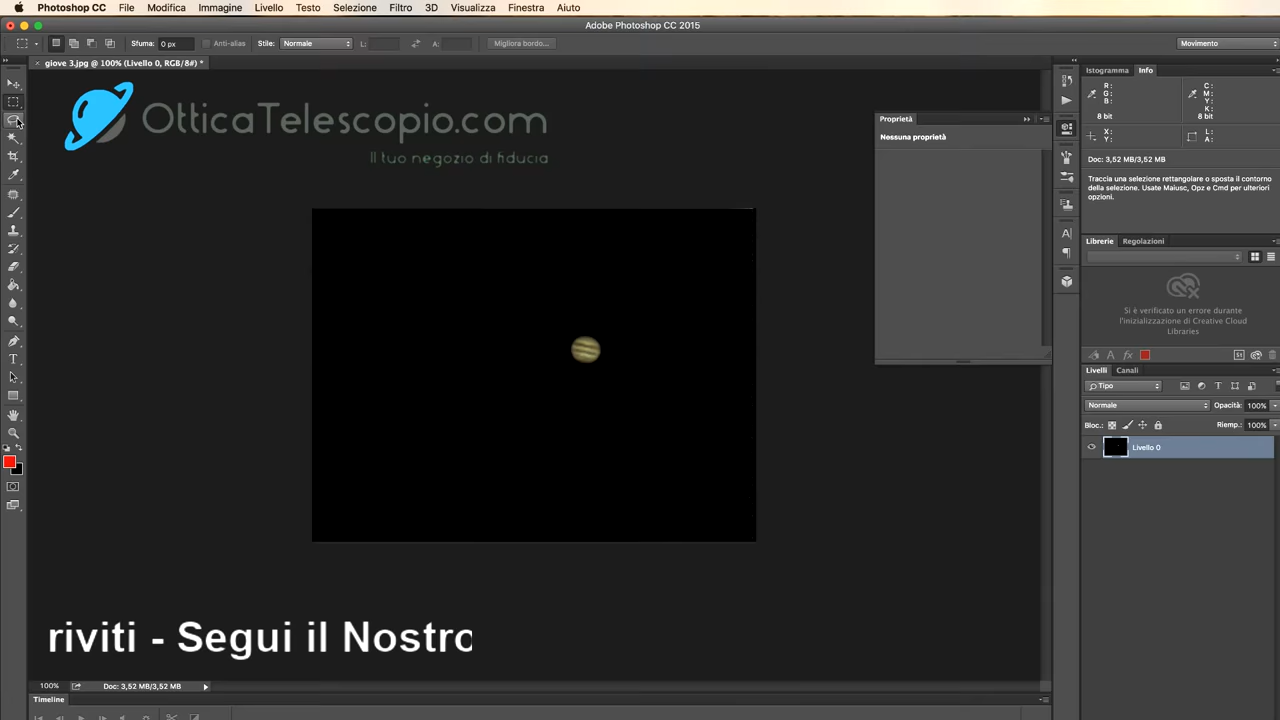 Photoshop CC File Modifica Immagine Livello Testo Selezione Filtro 3D Visualizza Finestra Aiuto
Adobe Photoshop CC 2015
Sfuma: 0 px Anti-alias Stile: Normale L: A: Migliora bordo... Movimento
giove 3.jpg @ 100% (Livello 0, RGB/8#) *
Istogramma Info
R: C:
G: M:
B: Y:
K:
8 bit 8 bit
X: L:
Y: A:
Doc: 3,52 MB/3,52 MB
Traccia una selezione rettangolare o sposta il contorno
della selezione. Usate Maiusc, Opz e Cmd per ulteriori
opzioni.
OtticaTelescopio.com
Il tuo negozio di fiducia
Proprietà
Nessuna proprietà
Librerie Regolazioni
Si è verificato un errore durante
l'inizializzazione di Creative Cloud
Libraries
Livelli Canali
Tipo
Normale Opacità: 100%
Bloc.: Riemp.: 100%
Livello 0
riviti - Segui il Nostro
100% Doc: 3,52 MB/3,52 MB
Timeline